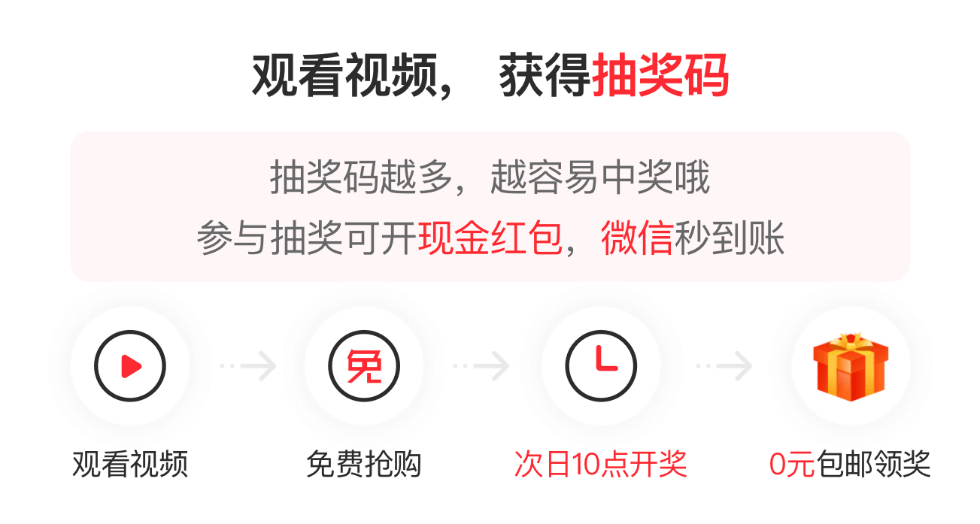 观看视频， 获得抽奖码
抽奖码越多，越容易中奖哦
参与抽奖可开现金红包，微信秒到账
免
观看视频
免费抢购
次日10点开奖
0元包邮领奖